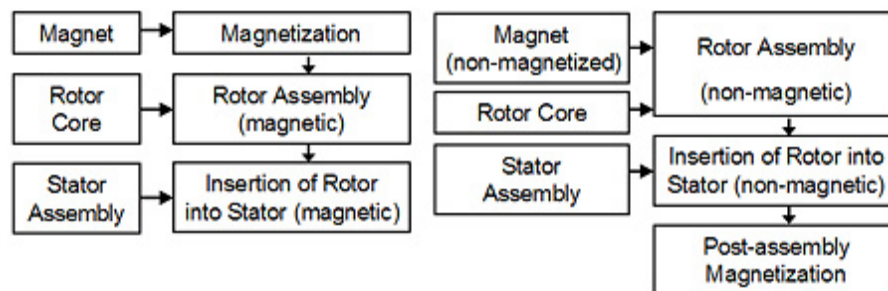 Magnet
Magnetization
Rotor
Core
Rotor Assembly
(magnetic)
Stator
Assembly
Insertion of Rotor
into Stator (magnetic)
Magnet
(non-magnetized)
Rotor Assembly
(non-magnetic)
Rotor Core
Stator
Assembly
Insertion of Rotor into
Stator (non-magnetic)
Post-assembly
Magnetization